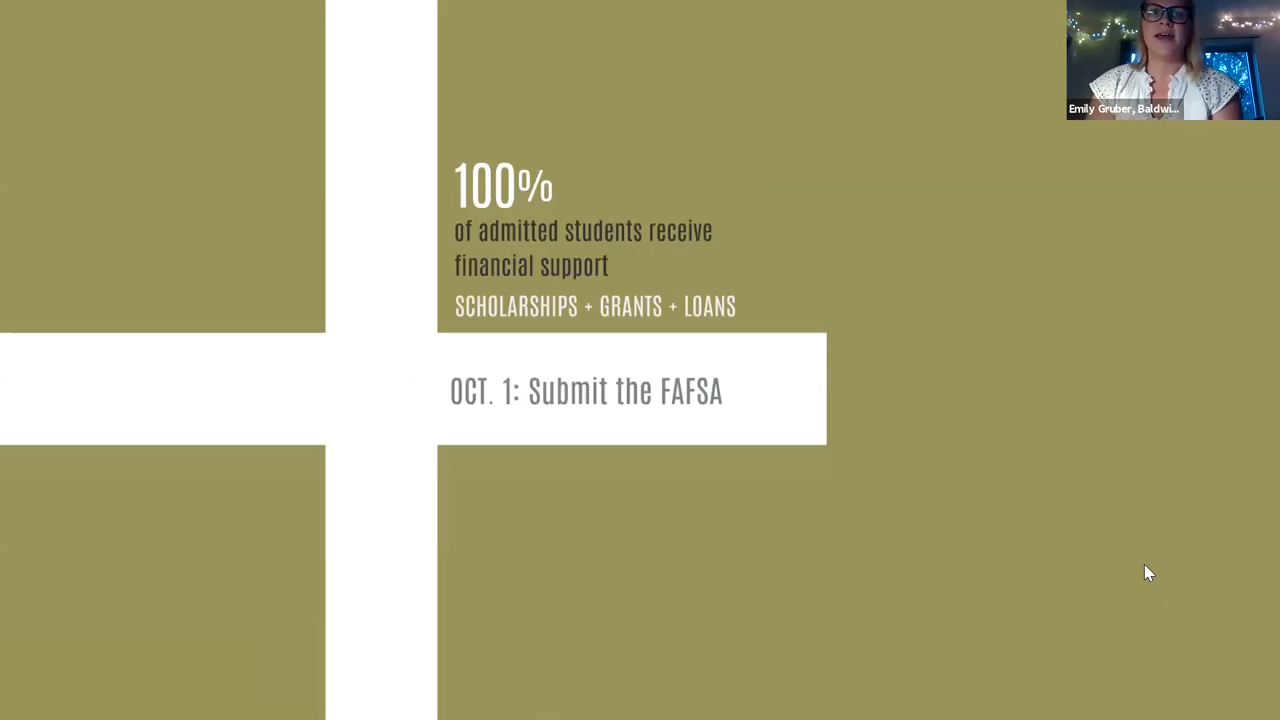 Emily Gruber, Baldwi...
100%
of admitted students receive
financial support
SCHOLARSHIPS + GRANTS + LOANS
OCT. 1: Submit the FAFSA